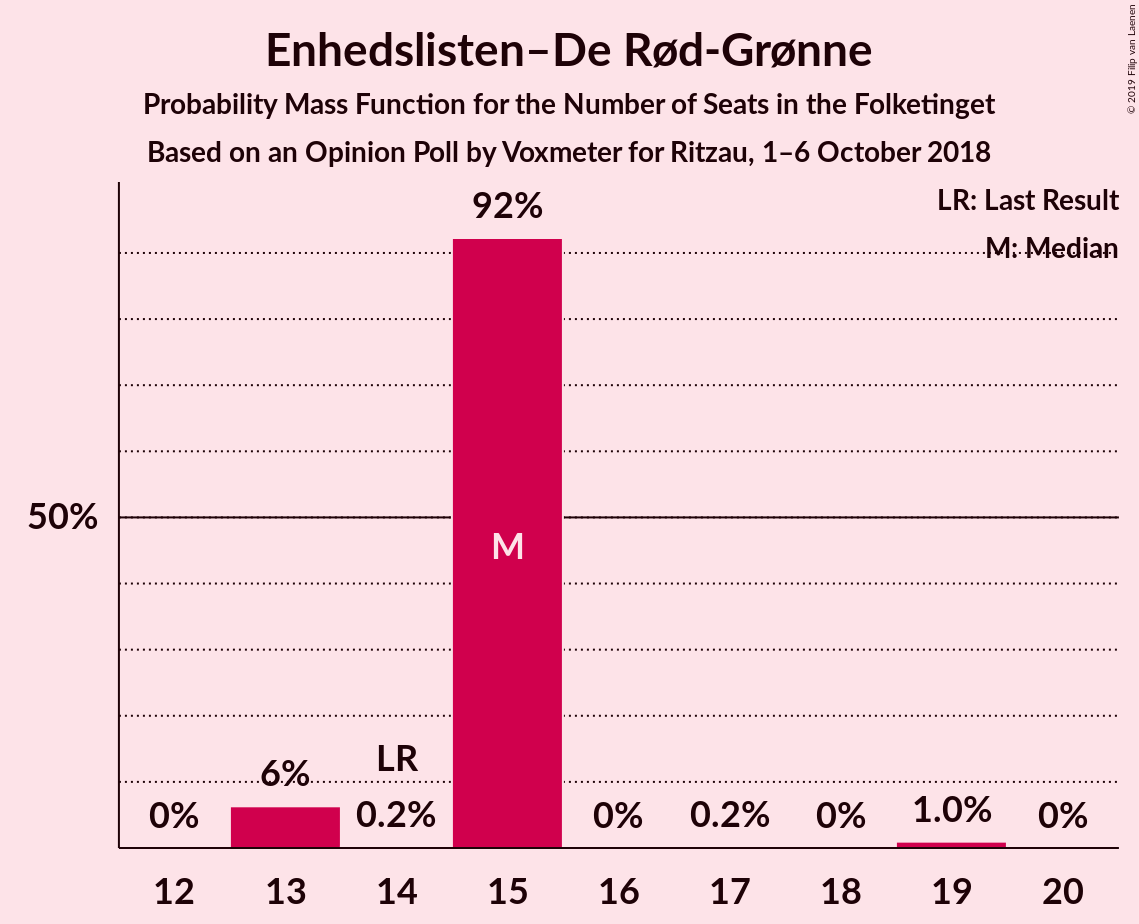 Enhedslisten–De Rød-Grønne
Probability Mass Function for the Number of Seats in the Folketinget
Based on an Opinion Poll by Voxmeter for Ritzau, 1–6 October 2018
© 2019 Filip van Laenen
LR: Last Result
M: Median
92%
50%
M
LR
6%
0% 0.2% 0% 0.2% 0% 1.0% 0%
12 13 14 15 16 17 18 19 20